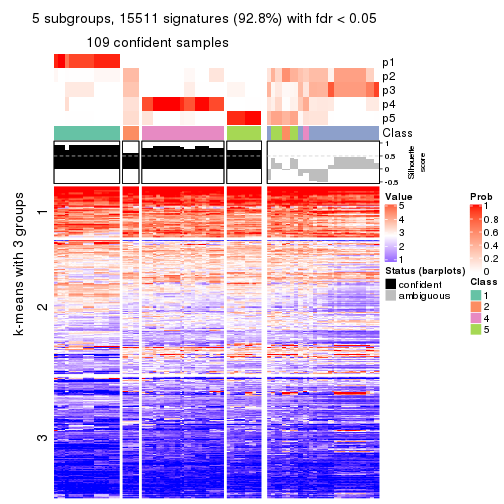 5 subgroups, 15511 signatures (92.8%) with fdr < 0.05
109 confident samples
p1
p2
p3
p4
p5
Class
1
0.5
0
-0.5
Silhouette
score
k-means with 3 groups
1
2
3
Value
5
4
3
2
1
Status (barplots)
confident
ambiguous
Prob
1
0.8
0.6
0.4
0.2
0
Class
1
2
4
5